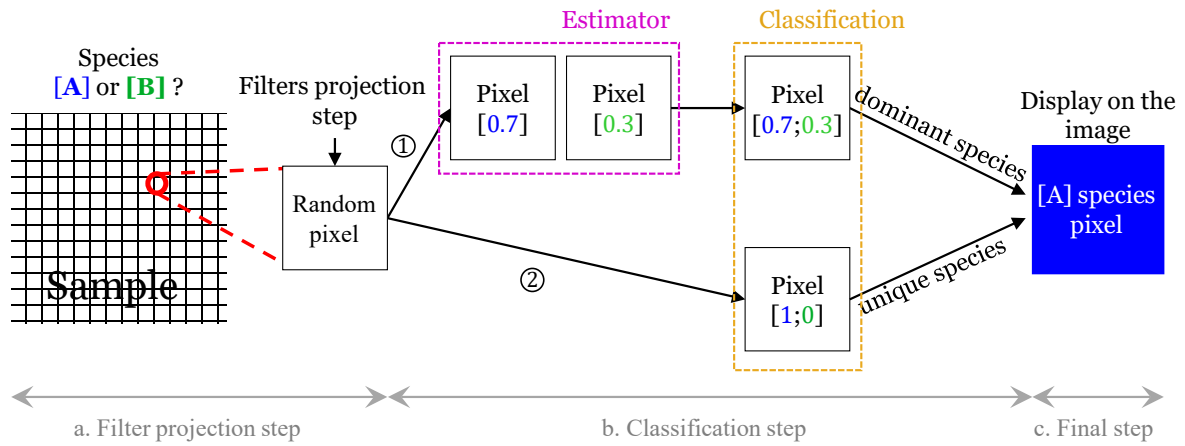 Species
[A] or [B] ?
Sample
Filters projection
step
Random
pixel
①
②
Estimator
Pixel
[0.7]
Pixel
[0.3]
Classification
Pixel
[0.7;0.3]
Pixel
[1;0]
dominant species
unique species
Display on the
image
[A] species
pixel
a. Filter projection step
b. Classification step
c. Final step